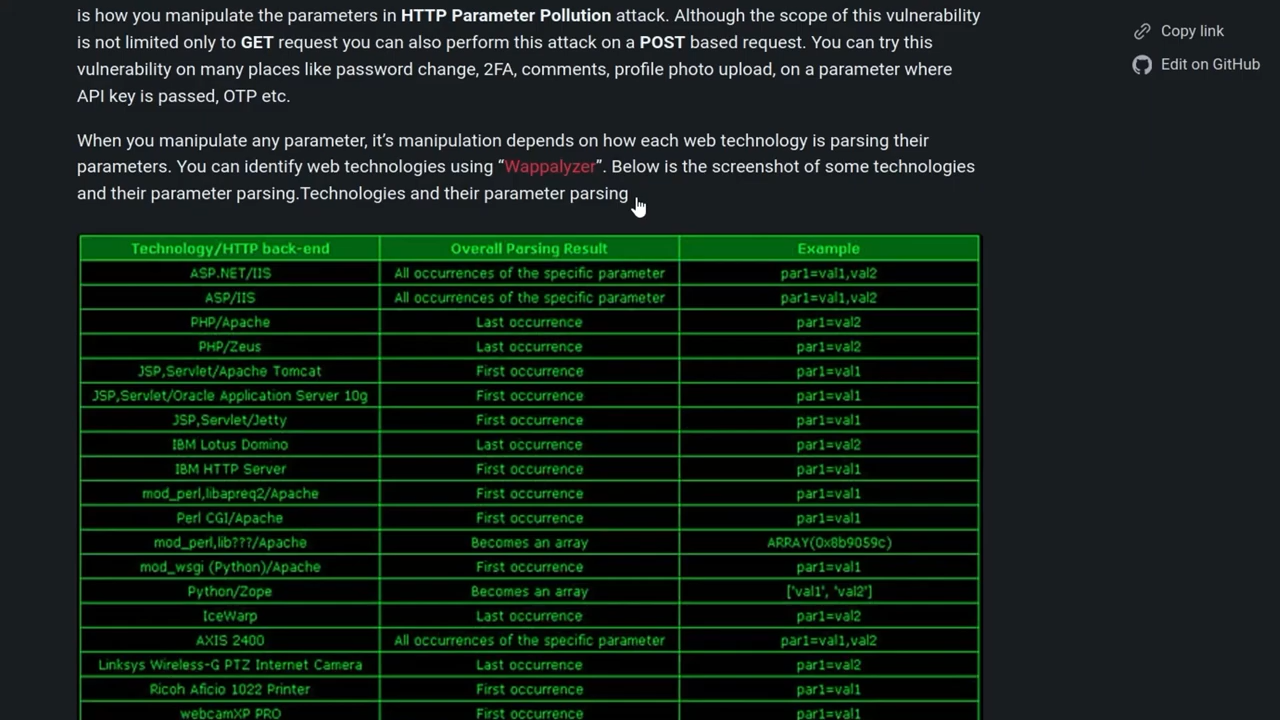 is how you manipulate the parameters in HTTP Parameter Pollution attack. Although the scope of this vulnerability
is not limited only to GET request you can also perform this attack on a POST based request. You can try this
vulnerability on many places like password change, 2FA, comments, profile photo upload, on a parameter where
API key is passed, OTP etc.
When you manipulate any parameter, it’s manipulation depends on how each web technology is parsing their
parameters. You can identify web technologies using “Wappalyzer”. Below is the screenshot of some technologies
and their parameter parsing.Technologies and their parameter parsing
Technology/HTTP back-end Overall Parsing Result Example
ASP.NET/IIS All occurrences of the specific parameter par1=val1,val2
ASP/IIS All occurrences of the specific parameter par1=val1,val2
PHP/Apache Last occurrence par1=val2
PHP/Zeus Last occurrence par1=val2
JSP,Servlet/Apache Tomcat First occurrence par1=val1
JSP,Servlet/Oracle Application Server 10g First occurrence par1=val1
JSP,Servlet/Jetty First occurrence par1=val1
IBM Lotus Domino Last occurrence par1=val2
IBM HTTP Server First occurrence par1=val1
mod_perl,libapreq2/Apache First occurrence par1=val1
Perl CGI/Apache First occurrence par1=val1
mod_perl,lib???/Apache Becomes an array ARRAY(0x8b9059c)
mod_wsgi (Python)/Apache First occurrence par1=val1
Python/Zope Becomes an array ['val1', 'val2']
IceWarp Last occurrence par1=val2
AXIS 2400 All occurrences of the specific parameter par1=val1,val2
Linksys Wireless-G PTZ Internet Camera Last occurrence par1=val2
Ricoh Aficio 1022 Printer First occurrence par1=val1
webcamXP PRO First occurrence par1=val1
Copy link
Edit on GitHub